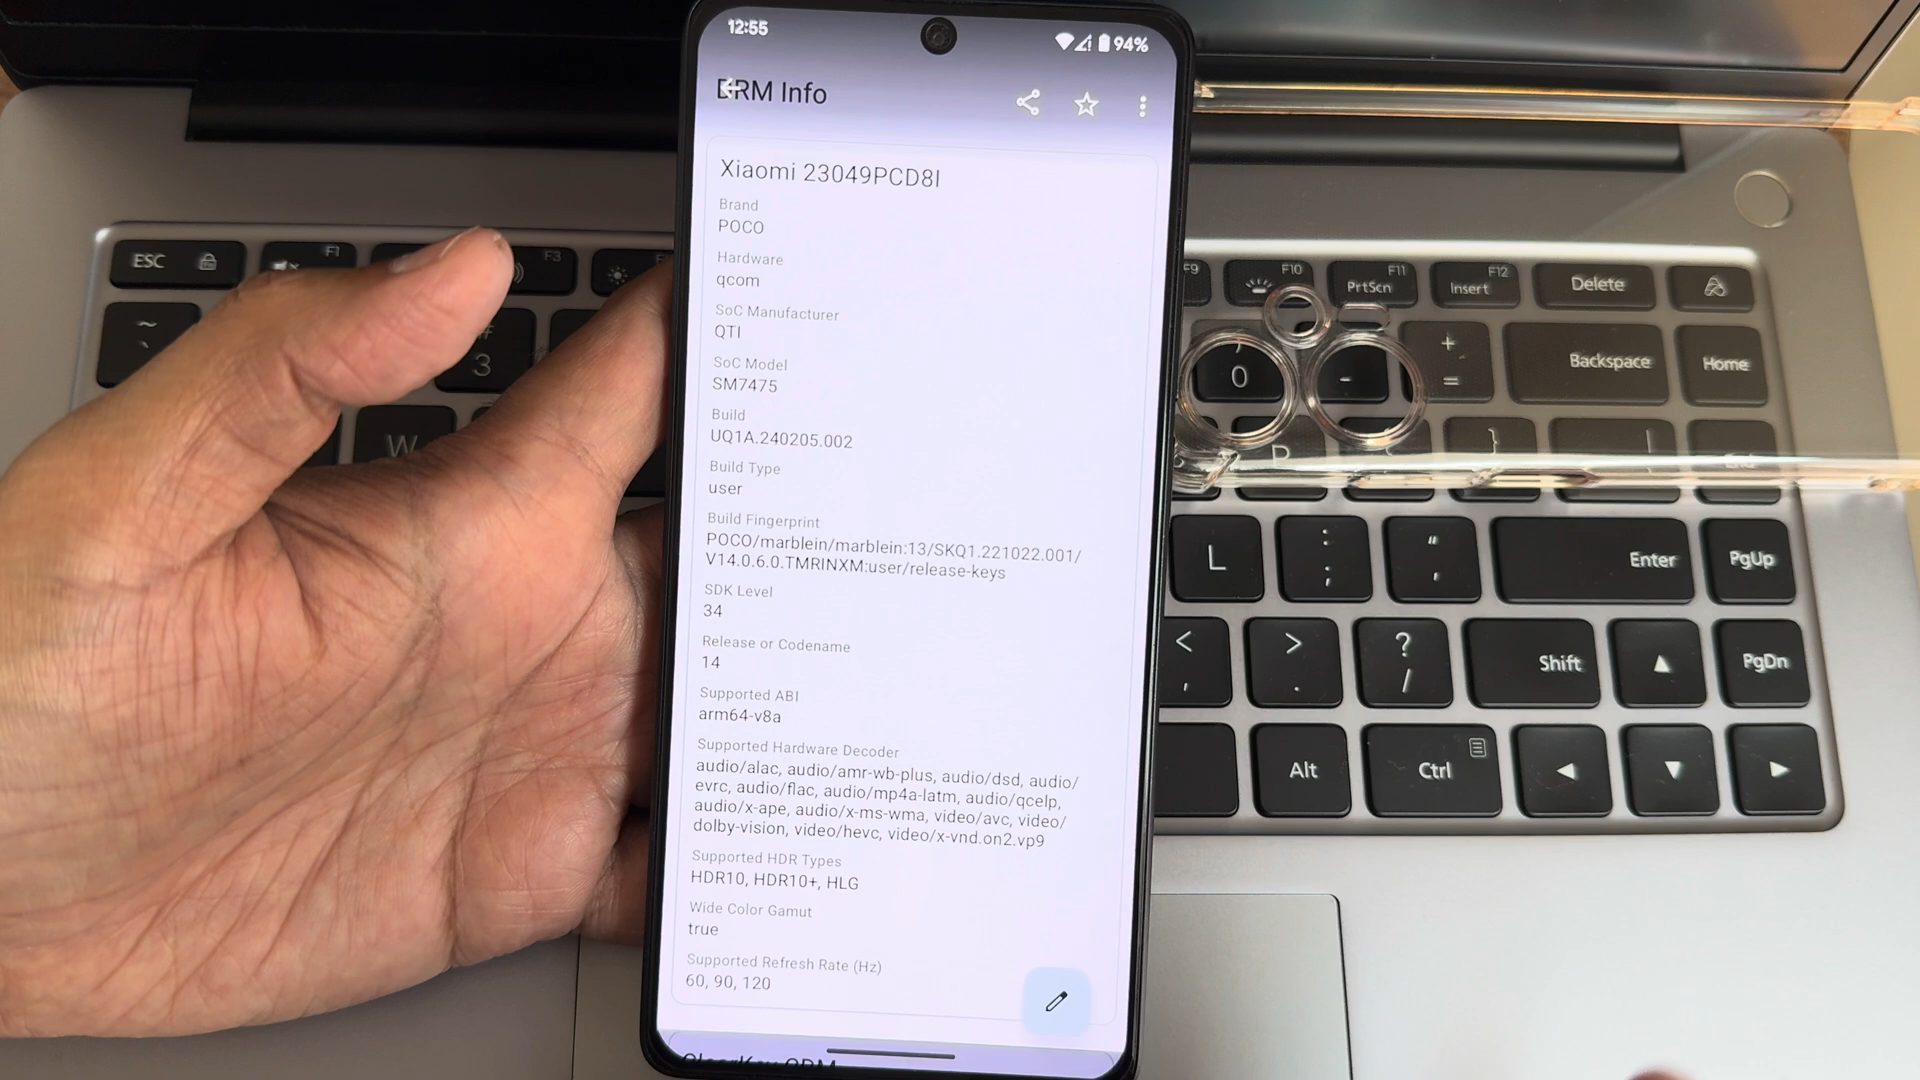 12:55
94%
DRM Info
Xiaomi 23049PCD8I
Brand
POCO
Hardware
qcom
SoC Manufacturer
QTI
SoC Model
SM7475
Build
UQ1A.240205.002
Build Type
user
Build Fingerprint
POCO/marblein/marblein:13/SKQ1.221022.001/
V14.0.6.0.TMRINXM:user/release-keys
SDK Level
34
Release or Codename
14
Supported ABI
arm64-v8a
Supported Hardware Decoder
audio/alac, audio/amr-wb-plus, audio/dsd, audio/
evrc, audio/flac, audio/mp4a-latm, audio/qcelp,
audio/x-ape, audio/x-ms-wma, video/avc, video/
dolby-vision, video/hevc, video/x-vnd.on2.vp9
Supported HDR Types
HDR10, HDR10+, HLG
Wide Color Gamut
true
Supported Refresh Rate (Hz)
60, 90, 120
ESC
F1
F3
F9
F10
F11
PrtScn
F12
Insert
Delete
~
#
3
0
-
+
=
Backspace
Home
W
P
}
L
:
;
"
'
Enter
PgUp
<
,
>
.
?
/
Shift
▲
PgDn
Alt
Ctrl
◀
▼
▶